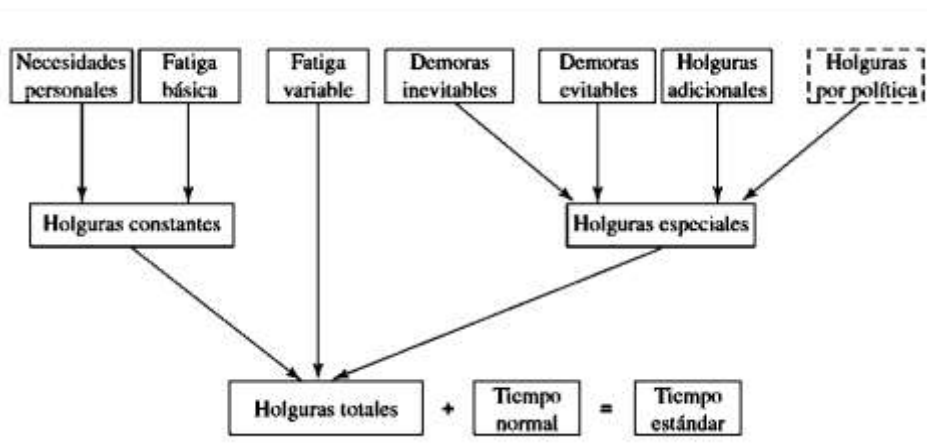 Necesidades
personales
Fatiga
básica
Fatiga
variable
Demoras
inevitables
Demoras
evitables
Holguras
adicionales
Holguras
por política
Holguras constantes
Holguras especiales
Holguras totales
+
Tiempo
normal
=
Tiempo
estándar